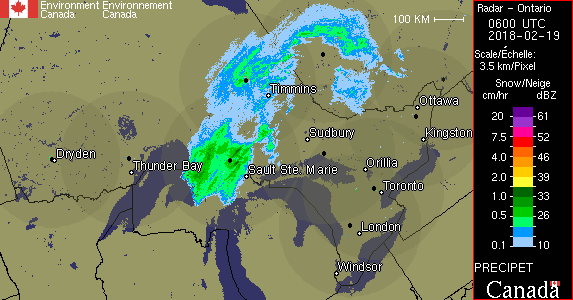 Environment Environnement
Canada Canada
100 KM
Timmins
Ottawa
Sudbury
Kingston
Dryden
Thunder Bay
Sault Ste. Marie
Orillia
Toronto
London
Windsor
Radar - Ontario
0600 UTC
2018-02-19
Scale/Échelle:
3.5 km/Pixel
Snow/Neige
cm/hr dBZ
20 61
7.5 57
5.0 52
4.0 46
2.0 39
1.0 33
0.5 26
0.1 10
PRECIPET
Canada